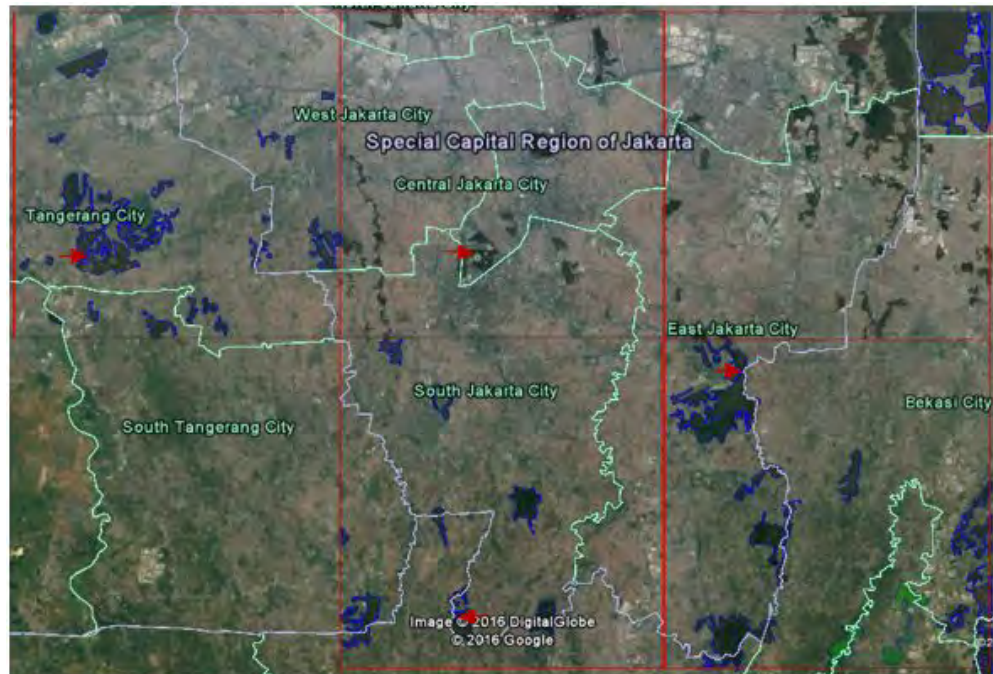 West Jakarta City
Special Capital Region of Jakarta
Central Jakarta City
Tangerang City
East Jakarta City
South Jakarta City
Bekasi City
South Tangerang City
Image © 2016 DigitalGlobe
© 2016 Google